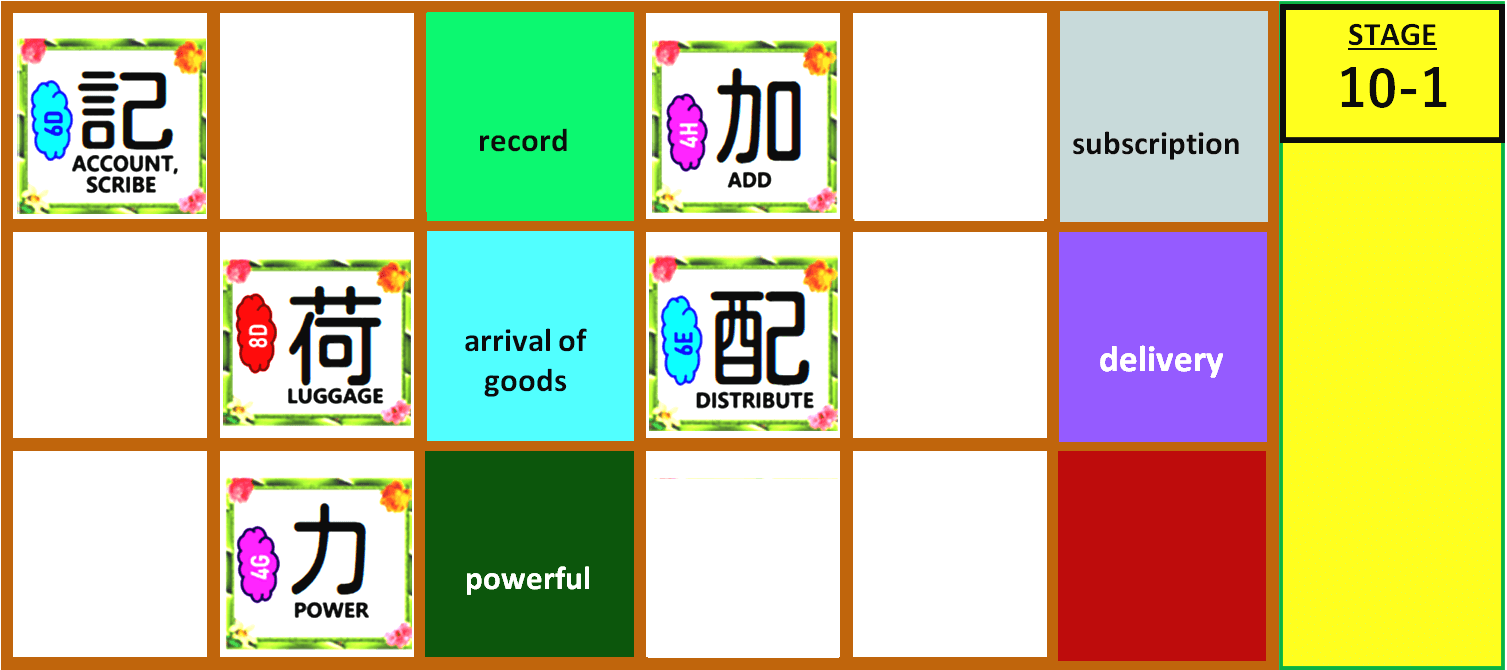 6D
記
ACCOUNT,
SCRIBE
record
4H
加
ADD
subscription
STAGE
10-1
8D
荷
LUGGAGE
arrival of
goods
6E
配
DISTRIBUTE
delivery
4G
力
POWER
powerful